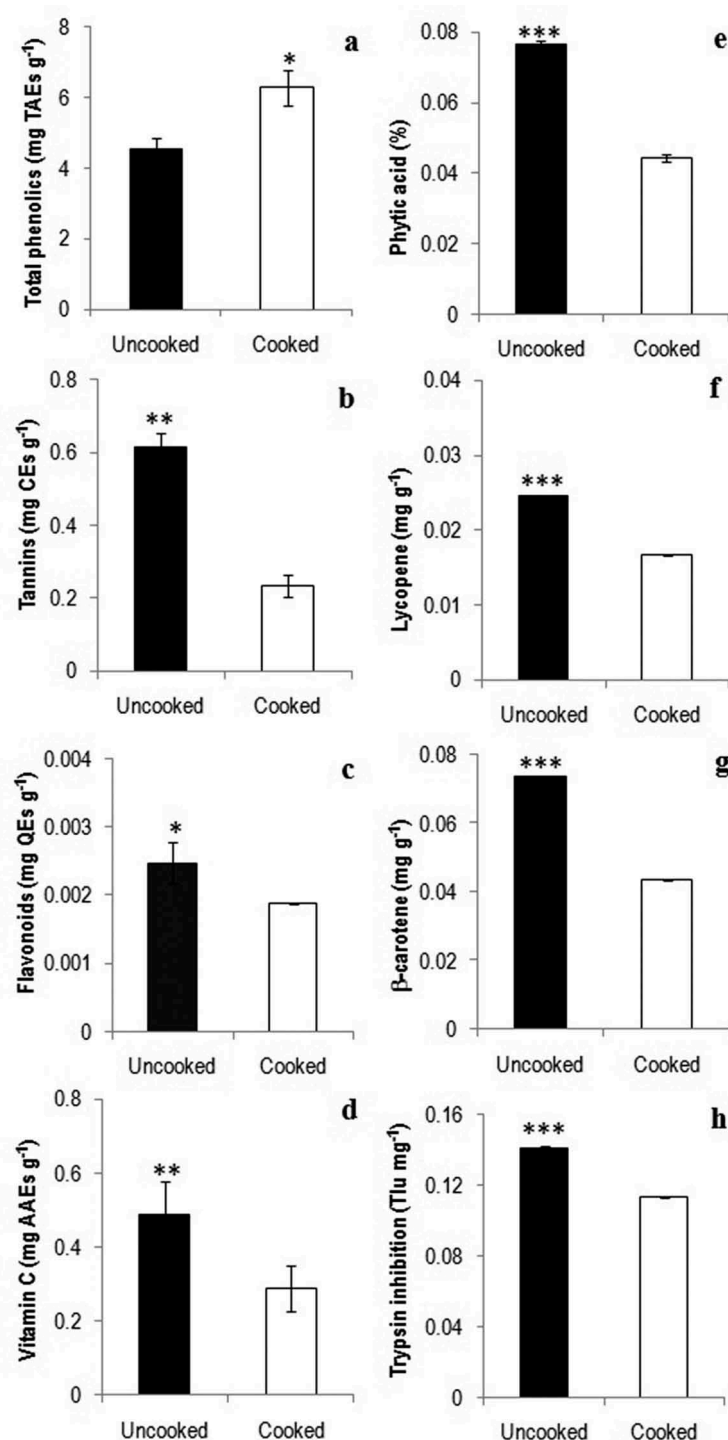 a
Total phenolics (mg TAEs g-1)
8
6
4
2
0
*
Uncooked Cooked
e
Phytic acid (%)
0.08
0.06
0.04
0.02
0
***
Uncooked Cooked
b
Tannins (mg CEs g-1)
0.8
0.6
0.4
0.2
0
**
Uncooked Cooked
f
Lycopene (mg g-1)
0.04
0.03
0.02
0.01
0
***
Uncooked Cooked
c
Flavonoids (mg QEs g-1)
0.004
0.003
0.002
0.001
0
*
Uncooked Cooked
g
β-carotene (mg g-1)
0.08
0.06
0.04
0.02
0
***
Uncooked Cooked
d
Vitamin C (mg AAEs g-1)
0.8
0.6
0.4
0.2
0
**
Uncooked Cooked
h
Trypsin inhibition (TIu mg-1)
0.16
0.12
0.08
0.04
0
***
Uncooked Cooked